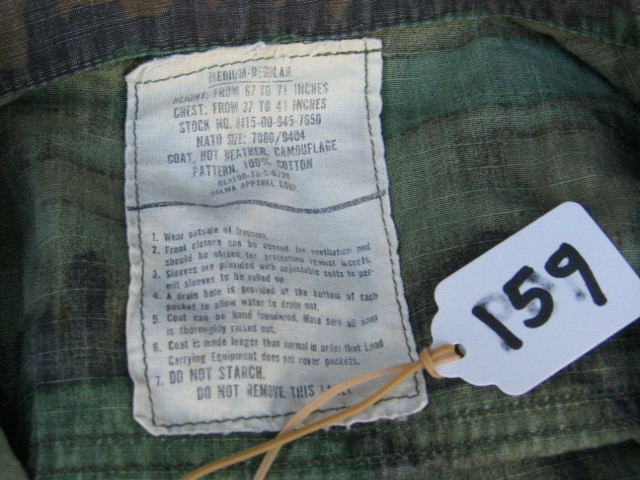 MEDIUM-REGULAR
HEIGHT: FROM 67 TO 71 INCHES
CHEST: FROM 37 TO 41 INCHES
STOCK NO. 8415-00-945-7650
NATO SIZE: 7080/9404
COAT, HOT WEATHER, CAMOUFLAGE
PATTERN, 100% COTTON
SELMA APPAREL CORP.
1. Wear outside of trousers.
2. Front closure can be opened for ventilation and
should be closed for protection against insects.
3. Sleeves are provided with adjustable cuffs to per-
mit sleeves to be rolled up.
4. A drain hole is provided at the bottom of each
pocket to allow water to drain out.
5. Coat can be hand laundered. Make sure all soap
is thoroughly rinsed out.
6. Coat is made longer than normal in order that Load
Carrying Equipment does not cover pockets.
7. DO NOT STARCH.
DO NOT REMOVE THIS LABEL
159